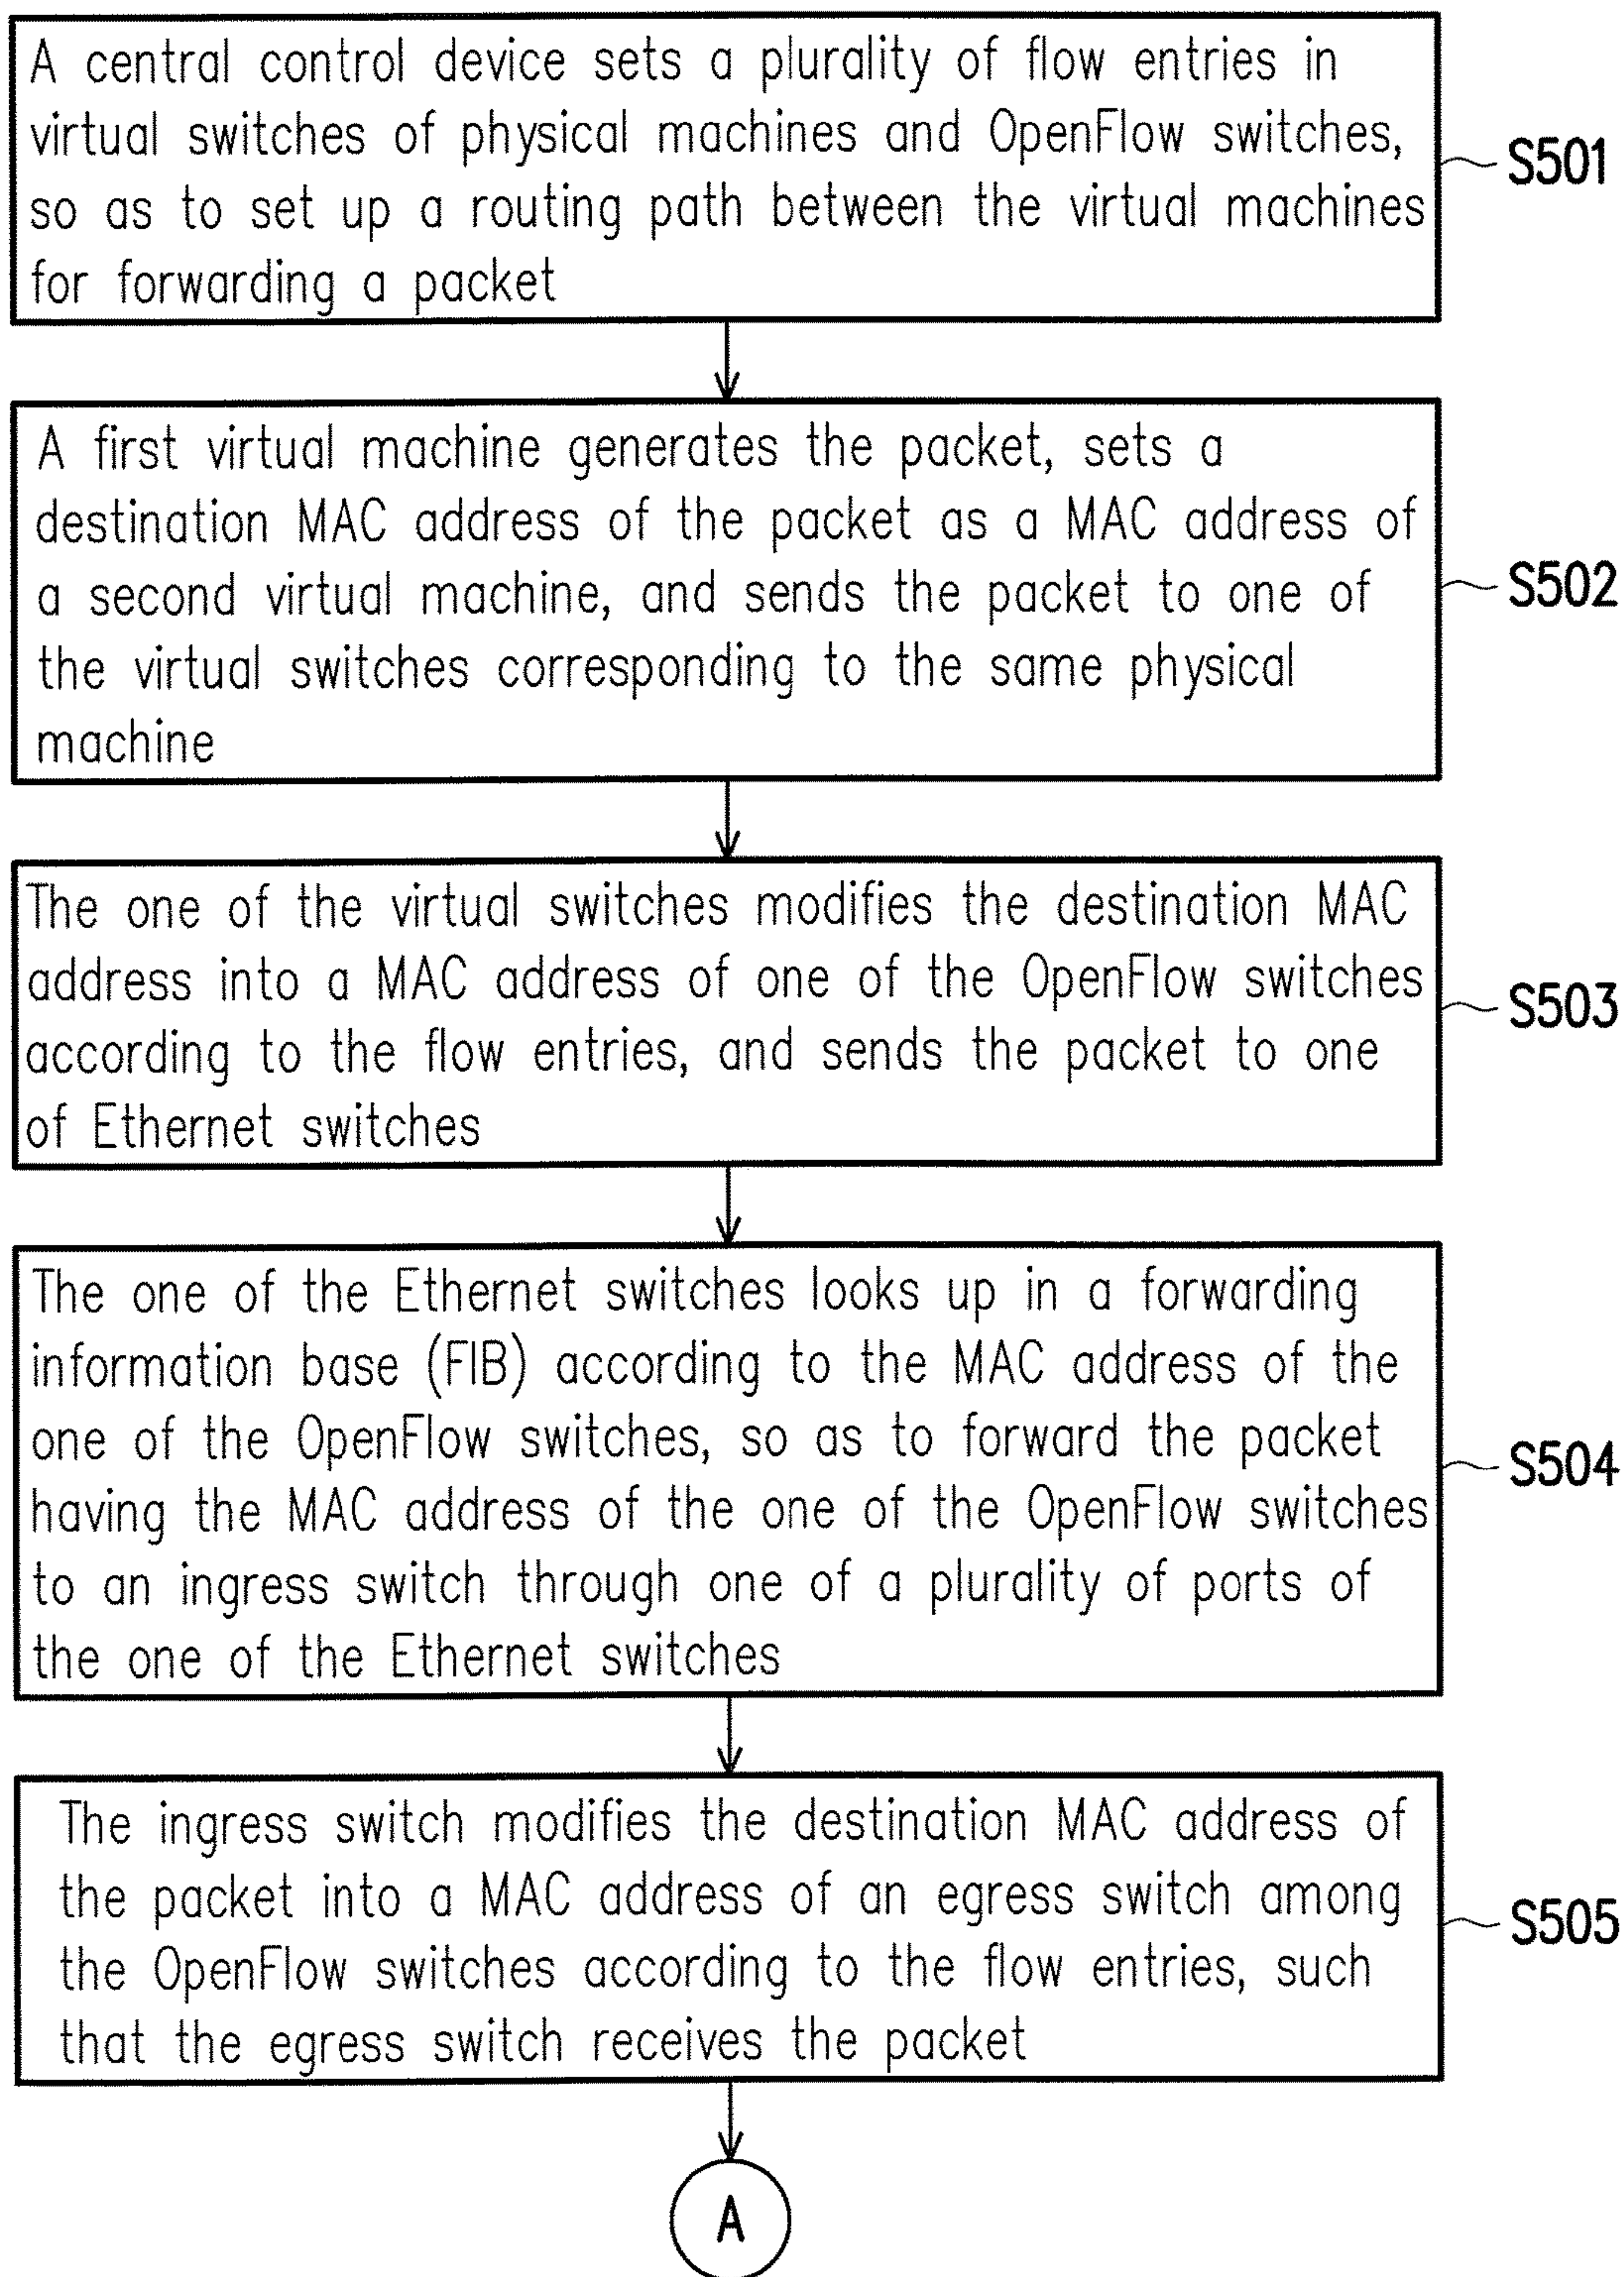 A central control device sets a plurality of flow entries in
virtual switches of physical machines and OpenFlow switches,
so as to set up a routing path between the virtual machines
for forwarding a packet
S501
A first virtual machine generates the packet, sets a
destination MAC address of the packet as a MAC address of
a second virtual machine, and sends the packet to one of
the virtual switches corresponding to the same physical
machine
S502
The one of the virtual switches modifies the destination MAC
address into a MAC address of one of the OpenFlow switches
according to the flow entries, and sends the packet to one
of Ethernet switches
S503
The one of the Ethernet switches looks up in a forwarding
information base (FIB) according to the MAC address of the
one of the OpenFlow switches, so as to forward the packet
having the MAC address of the one of the OpenFlow switches
to an ingress switch through one of a plurality of ports of
the one of the Ethernet switches
S504
The ingress switch modifies the destination MAC address of
the packet into a MAC address of an egress switch among
the OpenFlow switches according to the flow entries, such
that the egress switch receives the packet
S505
A